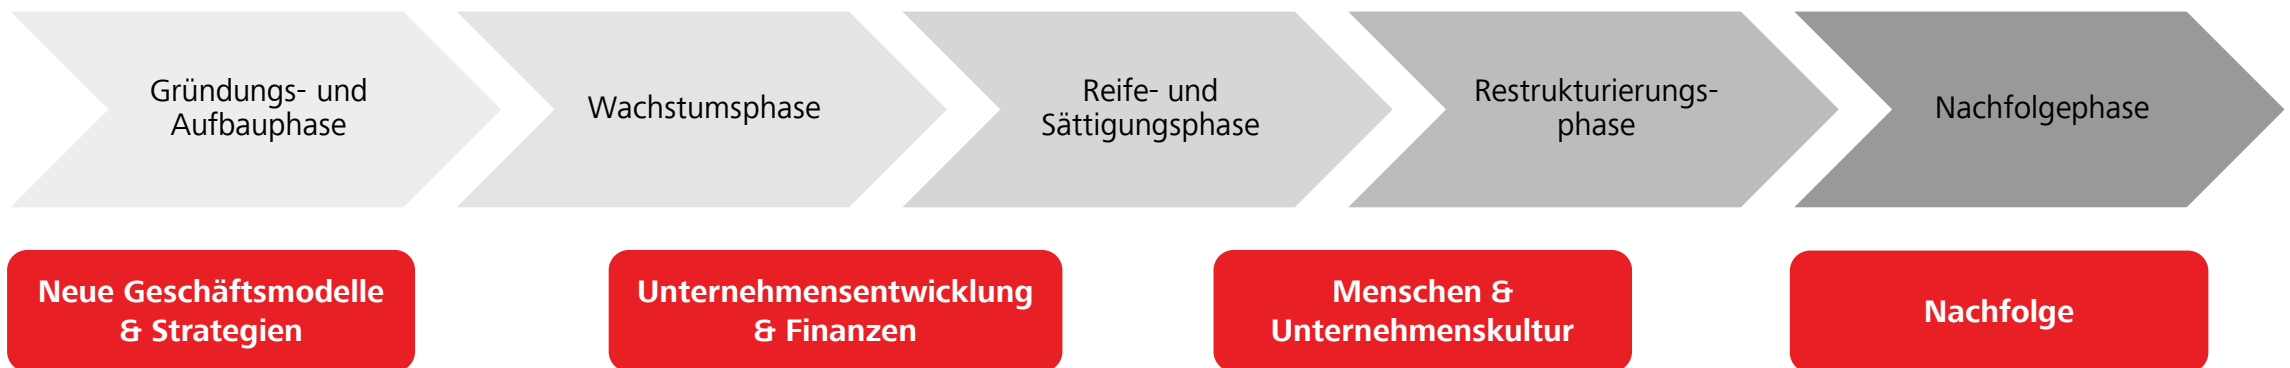 Gründungs- und
Aufbauphase
Wachstumsphase
Reife- und
Sättigungsphase
Restrukturierungs-
phase
Nachfolgephase
Neue Geschäftsmodelle
& Strategien
Unternehmensentwicklung
& Finanzen
Menschen &
Unternehmenskultur
Nachfolge